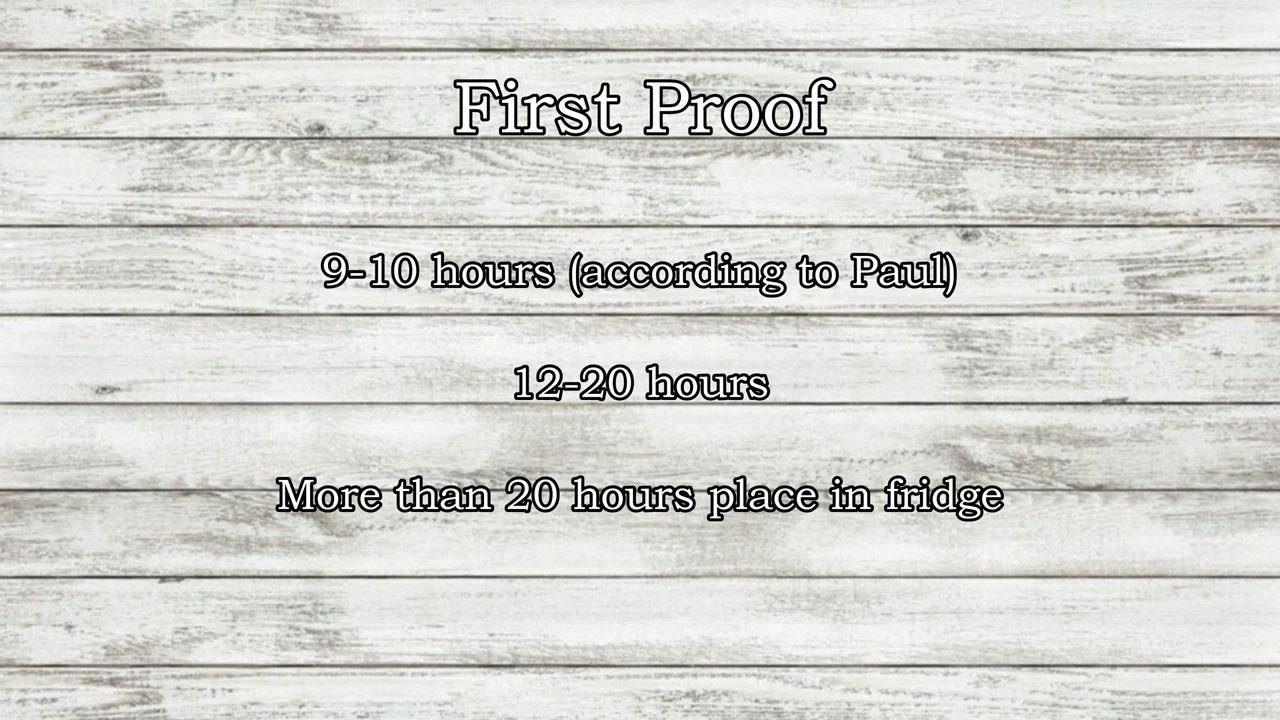 First Proof
9-10 hours (according to Paul)
12-20 hours
More than 20 hours place in fridge